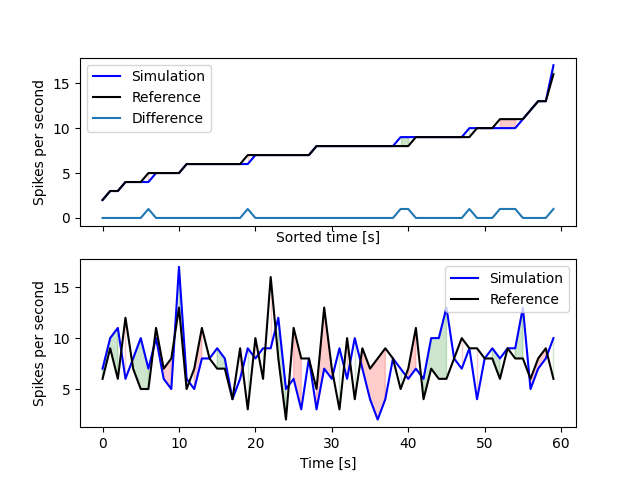 Spikes per second
15
10
5
0
Simulation
Reference
Difference
Sorted time [s]
Spikes per second
15
10
5
Simulation
Reference
0
10
20
30
40
50
60
Time [s]